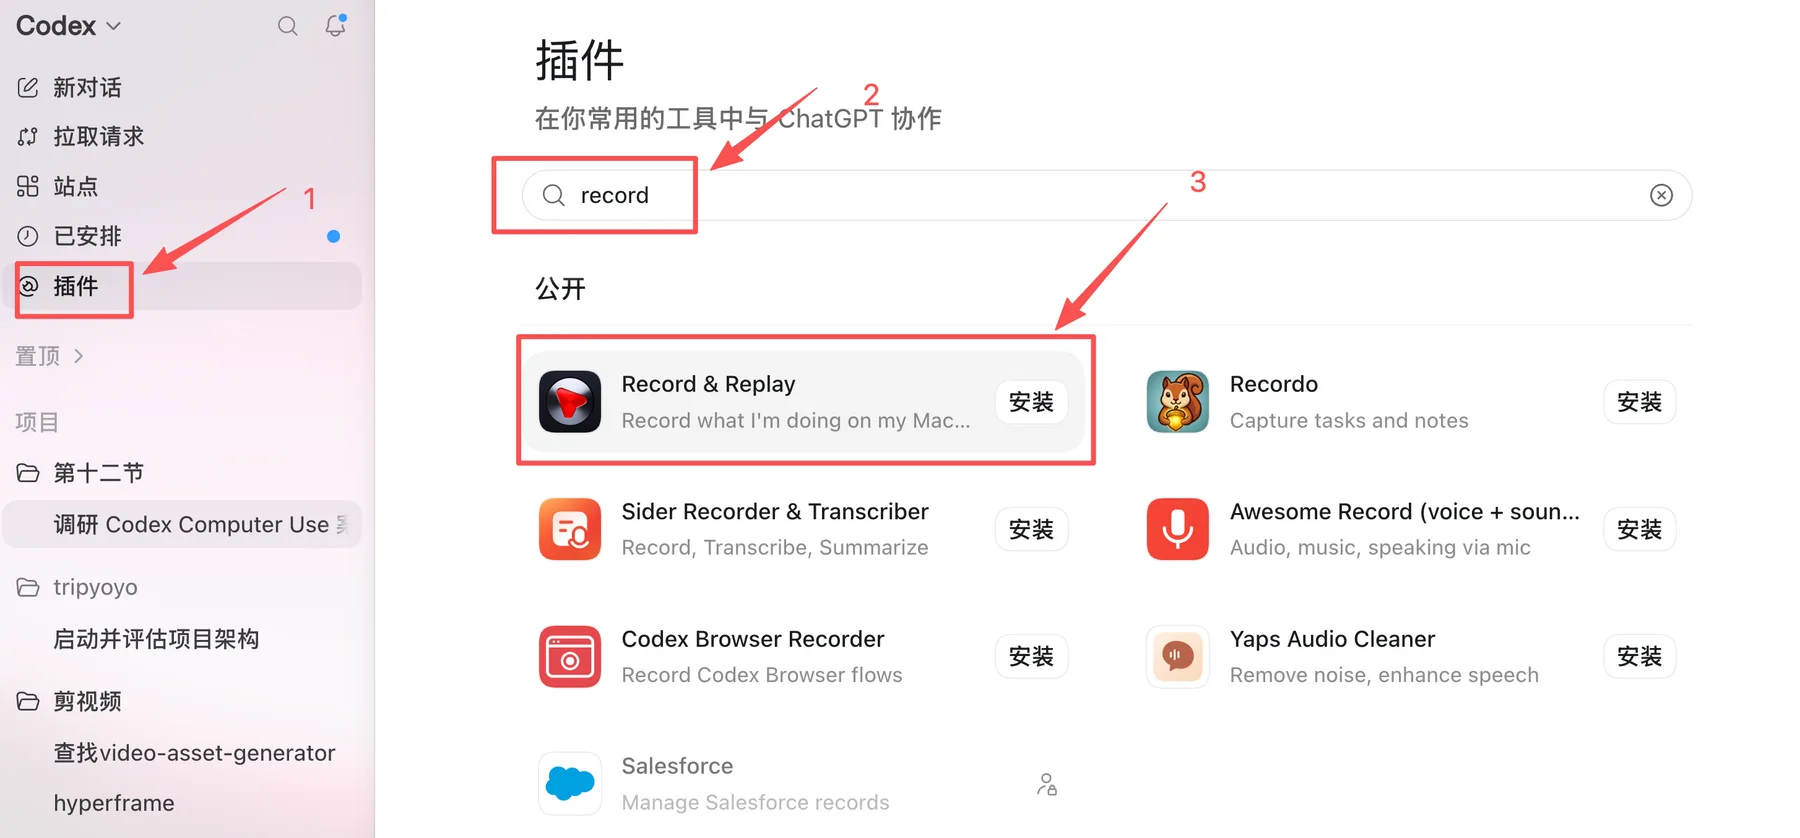 Codex
新对话
拉取请求
站点
已安排
插件
置顶
项目
第十二节
调研 Codex Computer Use
tripyoyo
启动并评估项目架构
剪视频
查找video-asset-generator
hyperframe
1
插件
2
在你常用的工具中与 ChatGPT 协作
record
3
公开
Record & Replay
Record what I'm doing on my Mac...
安装
Recordo
Capture tasks and notes
安装
Sider Recorder & Transcriber
Record, Transcribe, Summarize
安装
Awesome Record (voice + soun...
Audio, music, speaking via mic
安装
Codex Browser Recorder
Record Codex Browser flows
安装
Yaps Audio Cleaner
Remove noise, enhance speech
安装
Salesforce
Manage Salesforce records